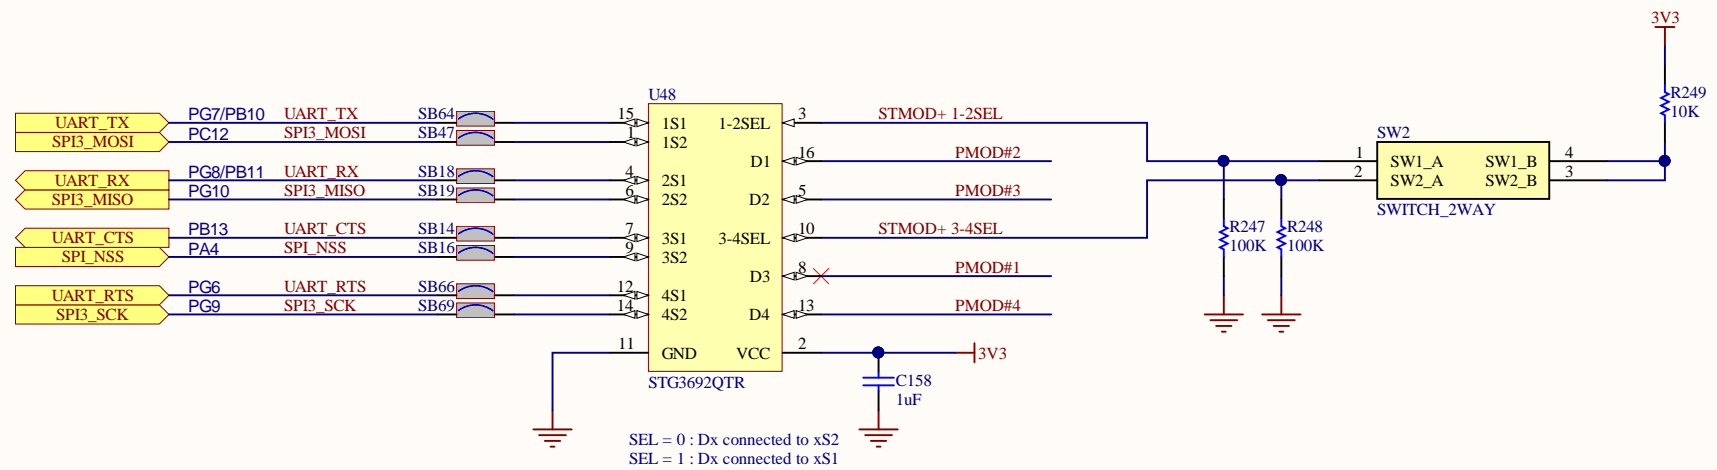 3V3
R249
10K
U48
SW2
UART_TX PG7/PB10 UART_TX SB64 15 1S1 1-2SEL 3 STMOD+ 1-2SEL
SPI3_MOSI PC12 SPI3_MOSI SB47 1 1S2
D1 16 PMOD#2 1 SW1_A SW1_B 4
UART_RX PG8/PB11 UART_RX SB18 4 2S1 2 SW2_A SW2_B 3
SPI3_MISO PG10 SPI3_MISO SB19 6 2S2 D2 5 PMOD#3
SWITCH_2WAY
UART_CTS PB13 UART_CTS SB14 7 3S1 3-4SEL 10 STMOD+ 3-4SEL
R247 R248
100K 100K
SPI_NSS PA4 SPI_NSS SB16 9 3S2
D3 8 PMOD#1
UART_RTS PG6 UART_RTS SB66 12 4S1
SPI3_SCK PG9 SPI3_SCK SB69 14 4S2 D4 13 PMOD#4
11 GND VCC 2 3V3
STG3692QTR
C158
1uF
SEL = 0 : Dx connected to xS2
SEL = 1 : Dx connected to xS1